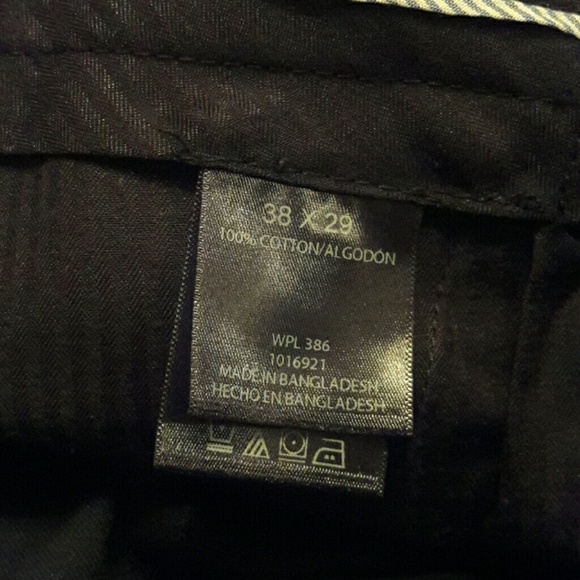 38 X 29
100% COTTON/ALGODÓN
WPL 386
1016921
MADE IN BANGLADESH
HECHO EN BANGLADESH